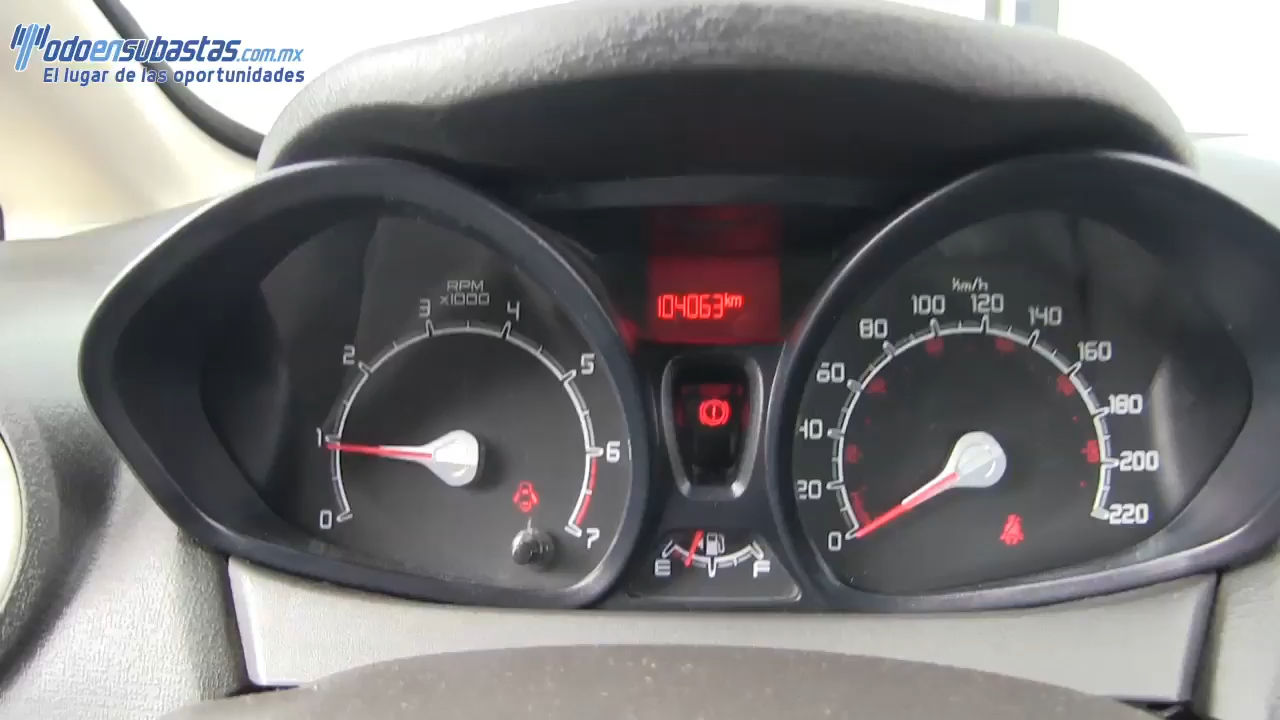 Todoensubastas.com.mx
El lugar de las oportunidades
RPM
x1000
0
1
2
3
4
5
6
7
104063km
E
F
km/h
0
20
40
60
80
100
120
140
160
180
200
220